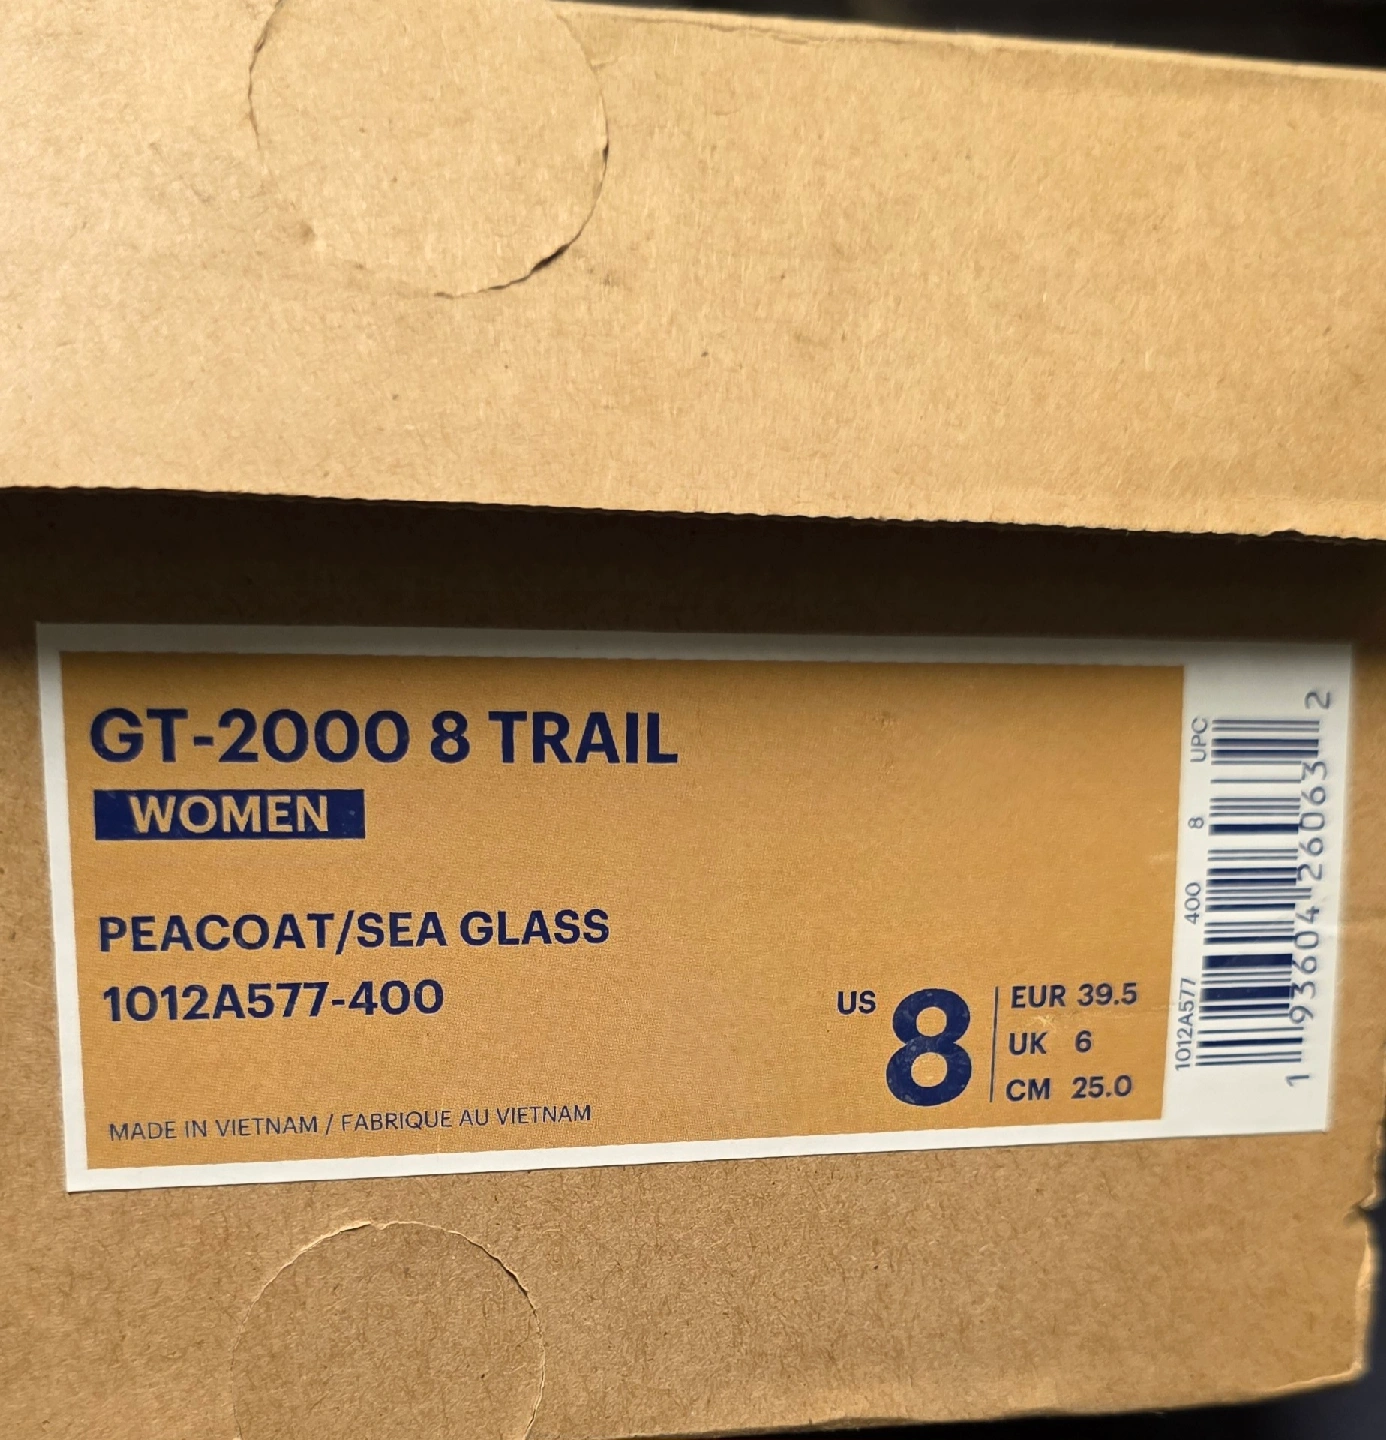 GT-2000 8 TRAIL
WOMEN
PEACOAT/SEA GLASS
1012A577-400
MADE IN VIETNAM / FABRIQUE AU VIETNAM
US 8
EUR 39.5
UK 6
CM 25.0
1012A577 400 8 UPC
1 93604 26063 2